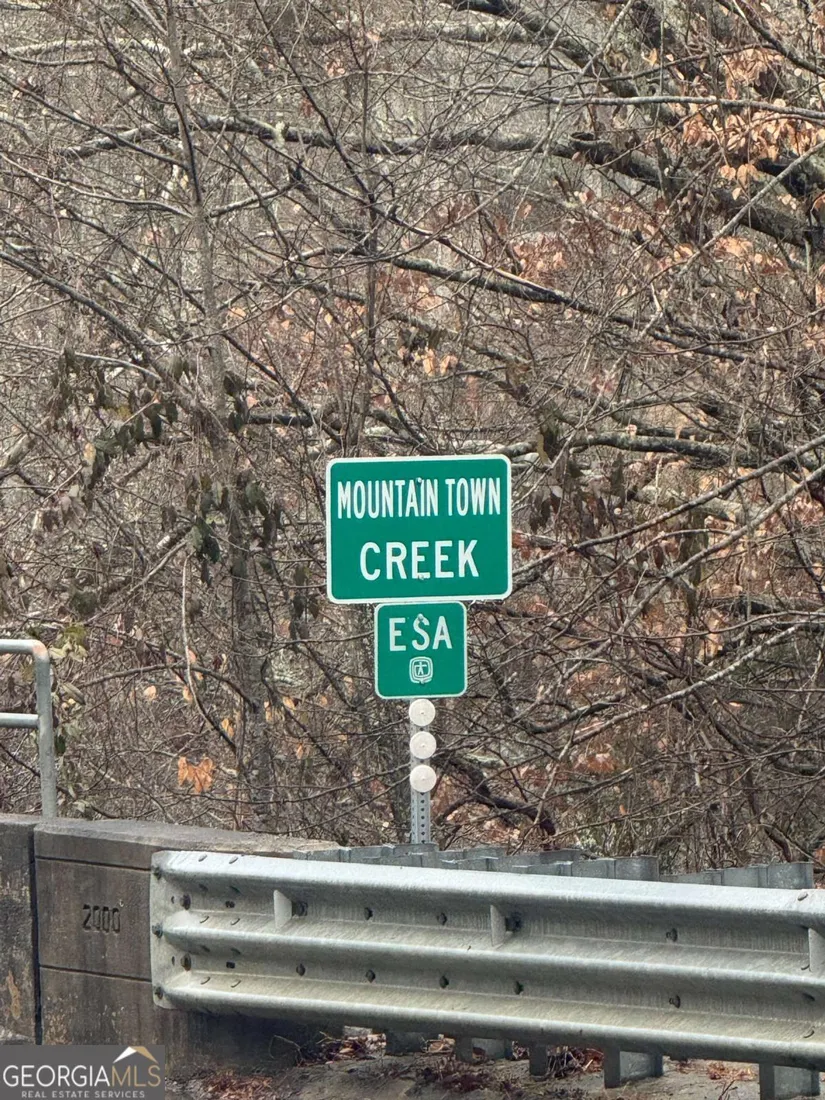 MOUNTAIN TOWN
CREEK
ESA
2000
GEORGIAMLS
REAL ESTATE SERVICES